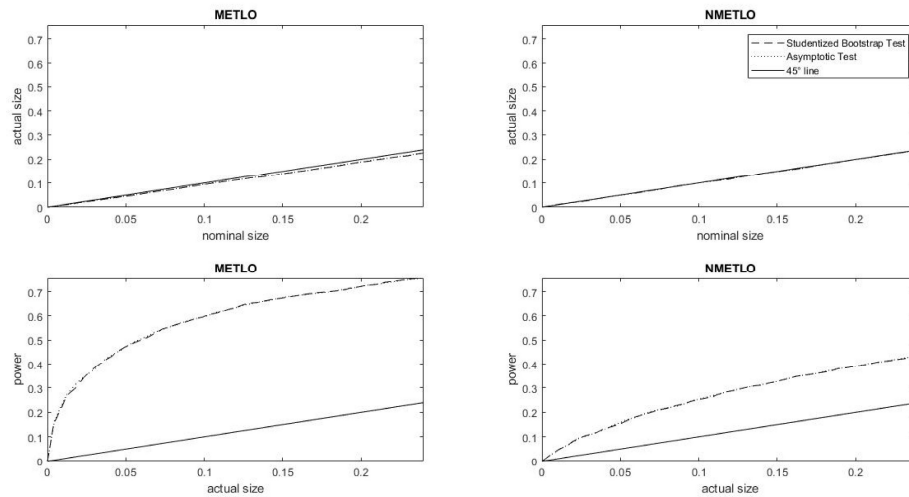 METLO
0.7
0.6
0.5
0.4
0.3
0.2
0.1
0
actual size
0 0.05 0.1 0.15 0.2
nominal size
NMETLO
0.7
0.6
0.5
0.4
0.3
0.2
0.1
0
actual size
0 0.05 0.1 0.15 0.2
nominal size
Studentized Bootstrap Test
Asymptotic Test
45° line
METLO
0.7
0.6
0.5
0.4
0.3
0.2
0.1
0
power
0 0.05 0.1 0.15 0.2
actual size
NMETLO
0.7
0.6
0.5
0.4
0.3
0.2
0.1
0
power
0 0.05 0.1 0.15 0.2
actual size